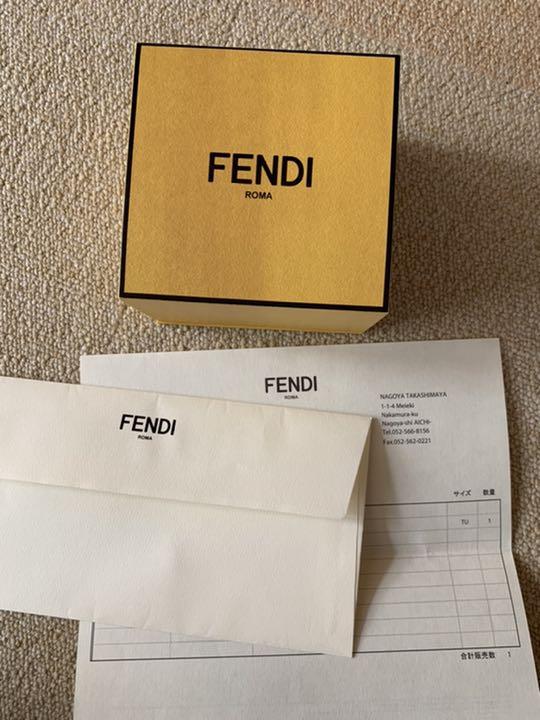 FENDI
ROMA
FENDI
ROMA
NAGOYA TAKASHIMAYA
1-1-4 Meieki
Nakamura-ku
Nagoya-shi AICHI-
Tel.052-566-8156
Fax.052-562-0221
FENDI
ROMA
サイズ 数量
TU 1
合計販売数 1